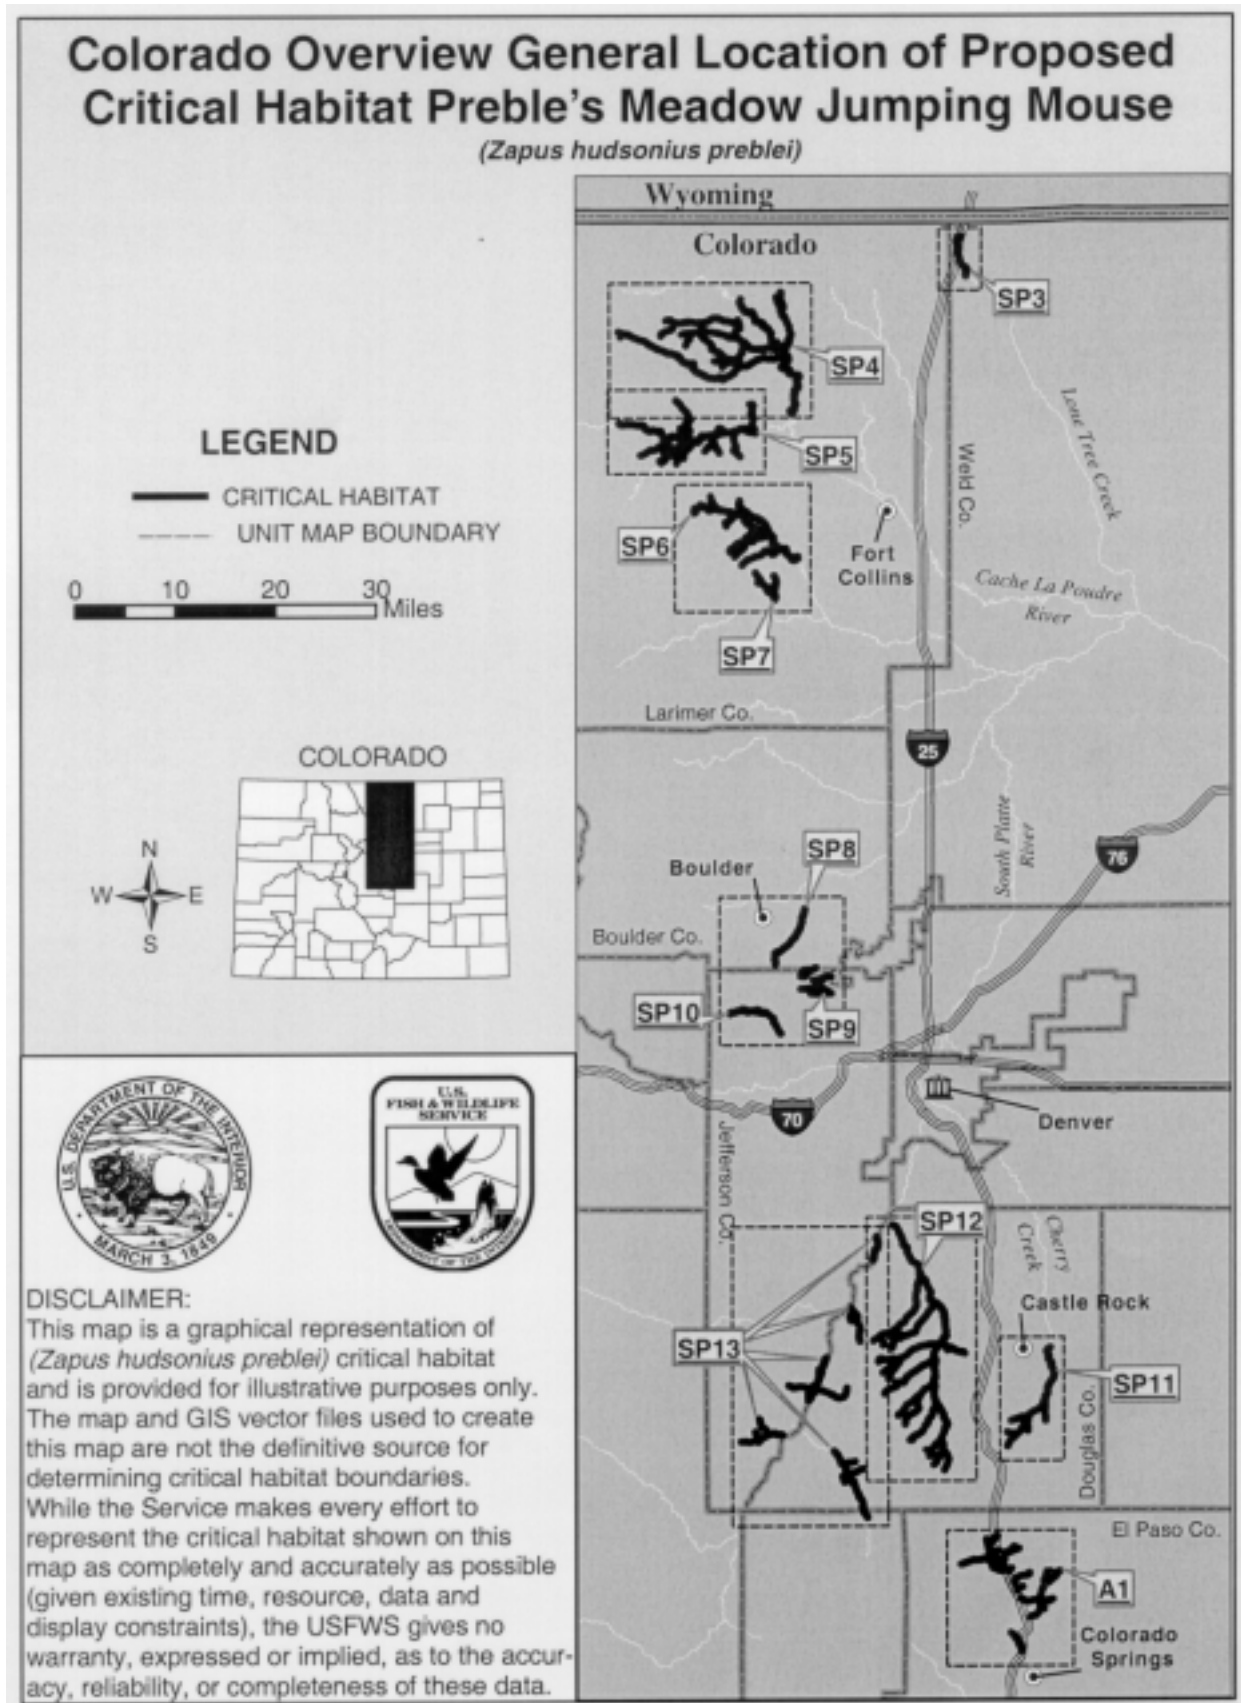 Colorado Overview General Location of Proposed
Critical Habitat Preble's Meadow Jumping Mouse
(Zapus hudsonius preblei)
Wyoming
Colorado
SP3
SP4
SP5
SP6
SP7
Lone Tree Creek
Weld Co.
Fort
Collins
Cache La Poudre
River
Larimer Co.
25
South Platte
River
76
SP8
Boulder
Boulder Co.
SP10
SP9
70
Denver
Jefferson Co.
SP12
Cherry
Creek
Castle Rock
SP13
SP11
Douglas Co.
El Paso Co.
A1
Colorado
Springs
LEGEND
CRITICAL HABITAT
UNIT MAP BOUNDARY
0 10 20 30
Miles
COLORADO
N
W E
S
U.S. DEPARTMENT OF THE INTERIOR
MARCH 3, 1849
U.S.
FISH & WILDLIFE
SERVICE
DEPARTMENT OF THE INTERIOR
DISCLAIMER:
This map is a graphical representation of
(Zapus hudsonius preblei) critical habitat
and is provided for illustrative purposes only.
The map and GIS vector files used to create
this map are not the definitive source for
determining critical habitat boundaries.
While the Service makes every effort to
represent the critical habitat shown on this
map as completely and accurately as possible
(given existing time, resource, data and
display constraints), the USFWS gives no
warranty, expressed or implied, as to the accur-
acy, reliability, or completeness of these data.